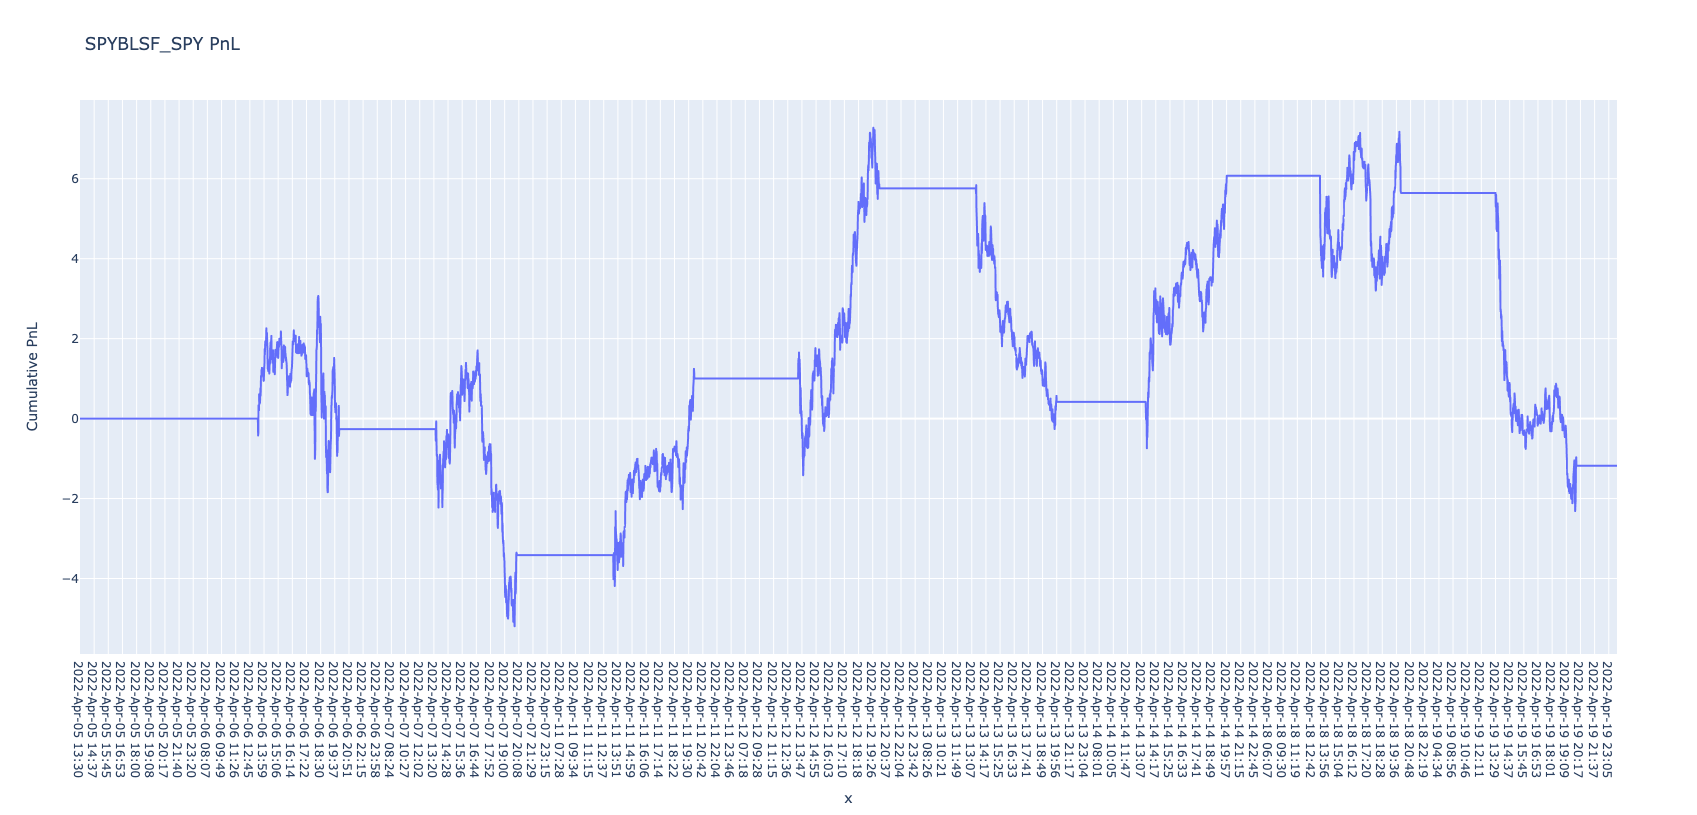 SPYBLSF_SPY PnL
Cumulative PnL
6
4
2
0
−2
−4
2022-Apr-05 13:30
2022-Apr-05 14:37
2022-Apr-05 15:45
2022-Apr-05 16:53
2022-Apr-05 18:00
2022-Apr-05 19:08
2022-Apr-05 20:17
2022-Apr-05 21:40
2022-Apr-05 23:20
2022-Apr-06 08:07
2022-Apr-06 09:49
2022-Apr-06 11:26
2022-Apr-06 12:45
2022-Apr-06 13:59
2022-Apr-06 15:06
2022-Apr-06 16:14
2022-Apr-06 17:22
2022-Apr-06 18:30
2022-Apr-06 19:37
2022-Apr-06 20:51
2022-Apr-06 22:15
2022-Apr-06 23:58
2022-Apr-07 08:24
2022-Apr-07 10:27
2022-Apr-07 12:02
2022-Apr-07 13:20
2022-Apr-07 14:28
2022-Apr-07 15:36
2022-Apr-07 16:44
2022-Apr-07 17:52
2022-Apr-07 19:00
2022-Apr-07 20:08
2022-Apr-07 21:29
2022-Apr-07 23:15
2022-Apr-11 07:28
2022-Apr-11 09:34
2022-Apr-11 11:15
2022-Apr-11 12:37
2022-Apr-11 13:51
2022-Apr-11 14:59
2022-Apr-11 16:06
2022-Apr-11 17:14
2022-Apr-11 18:22
2022-Apr-11 19:30
2022-Apr-11 20:42
2022-Apr-11 22:04
2022-Apr-11 23:46
2022-Apr-12 07:18
2022-Apr-12 09:28
2022-Apr-12 11:15
2022-Apr-12 12:36
2022-Apr-12 13:47
2022-Apr-12 14:55
2022-Apr-12 16:03
2022-Apr-12 17:10
2022-Apr-12 18:18
2022-Apr-12 19:26
2022-Apr-12 20:37
2022-Apr-12 22:04
2022-Apr-13 08:26
2022-Apr-13 10:21
2022-Apr-13 11:49
2022-Apr-13 13:07
2022-Apr-13 14:17
2022-Apr-13 15:25
2022-Apr-13 16:33
2022-Apr-13 17:41
2022-Apr-13 18:49
2022-Apr-13 19:56
2022-Apr-13 21:17
2022-Apr-14 08:01
2022-Apr-14 10:05
2022-Apr-14 11:47
2022-Apr-14 13:07
2022-Apr-14 14:17
2022-Apr-14 15:25
2022-Apr-14 16:33
2022-Apr-14 17:41
2022-Apr-14 18:49
2022-Apr-14 19:57
2022-Apr-14 21:15
2022-Apr-14 22:45
2022-Apr-18 06:07
2022-Apr-18 09:30
2022-Apr-18 11:19
2022-Apr-18 12:42
2022-Apr-18 13:56
2022-Apr-18 15:04
2022-Apr-18 16:12
2022-Apr-18 17:20
2022-Apr-18 18:28
2022-Apr-18 19:36
2022-Apr-18 20:48
2022-Apr-18 22:15
2022-Apr-19 04:34
2022-Apr-19 08:56
2022-Apr-19 10:46
2022-Apr-19 12:11
2022-Apr-19 13:29
2022-Apr-19 14:37
2022-Apr-19 15:45
2022-Apr-19 16:53
2022-Apr-19 18:01
2022-Apr-19 19:09
2022-Apr-19 20:17
2022-Apr-19 21:37
2022-Apr-19 23:05
x